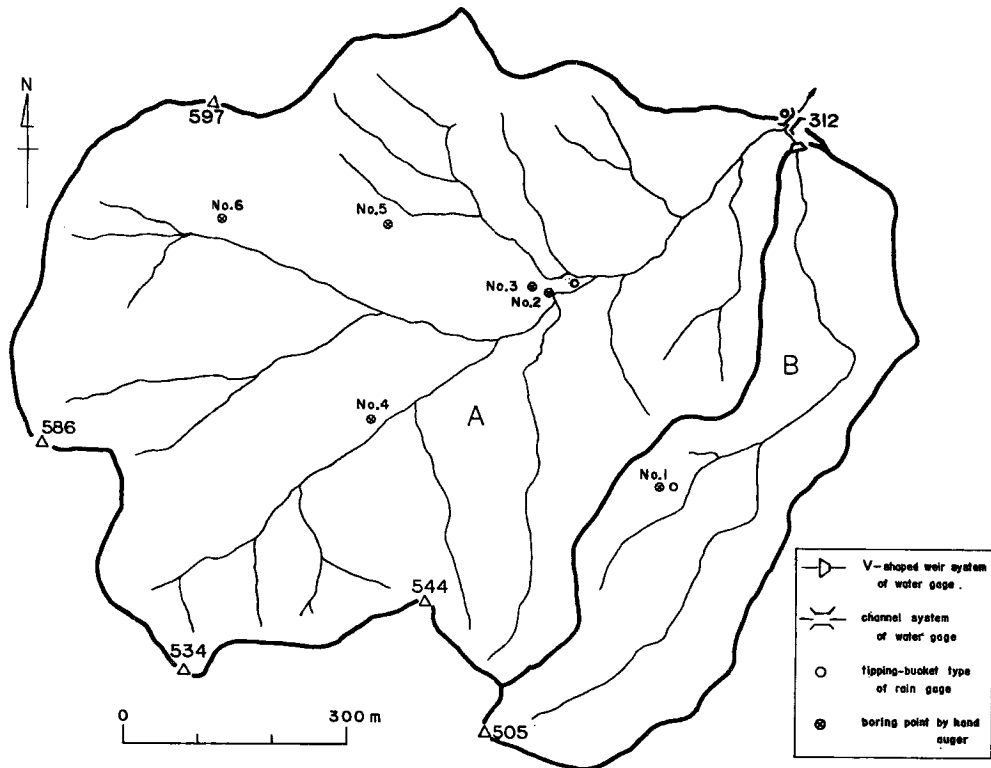 N
597
312
No.6
No.5
No.3
No.2
B
No.4
A
586
No.1
544
534
505
0 300 m
V-shaped weir system
of water gage.
channel system
of water gage
tipping-bucket type
of rain gage
boring point by hand
auger